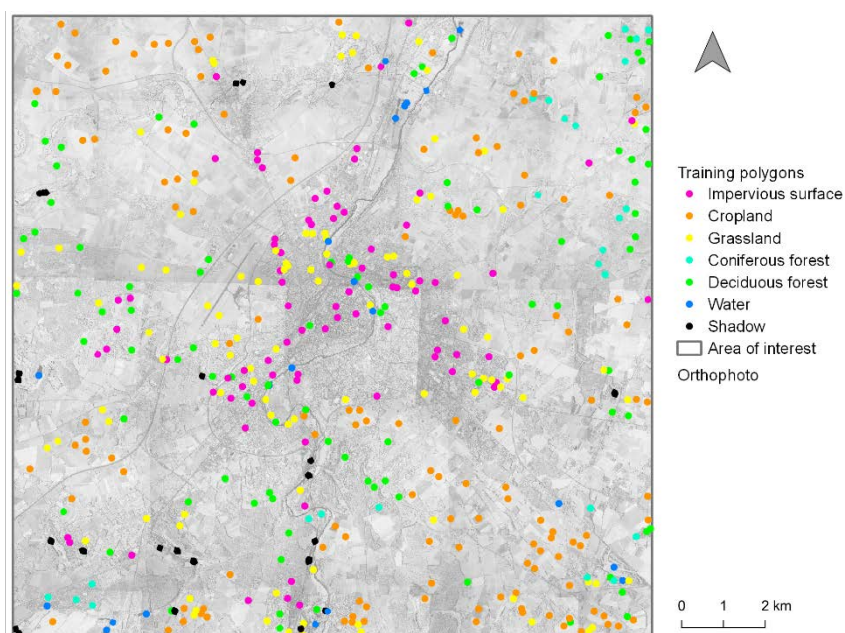 Training polygons
Impervious surface
Cropland
Grassland
Coniferous forest
Deciduous forest
Water
Shadow
Area of interest
Orthophoto
0 1 2 km